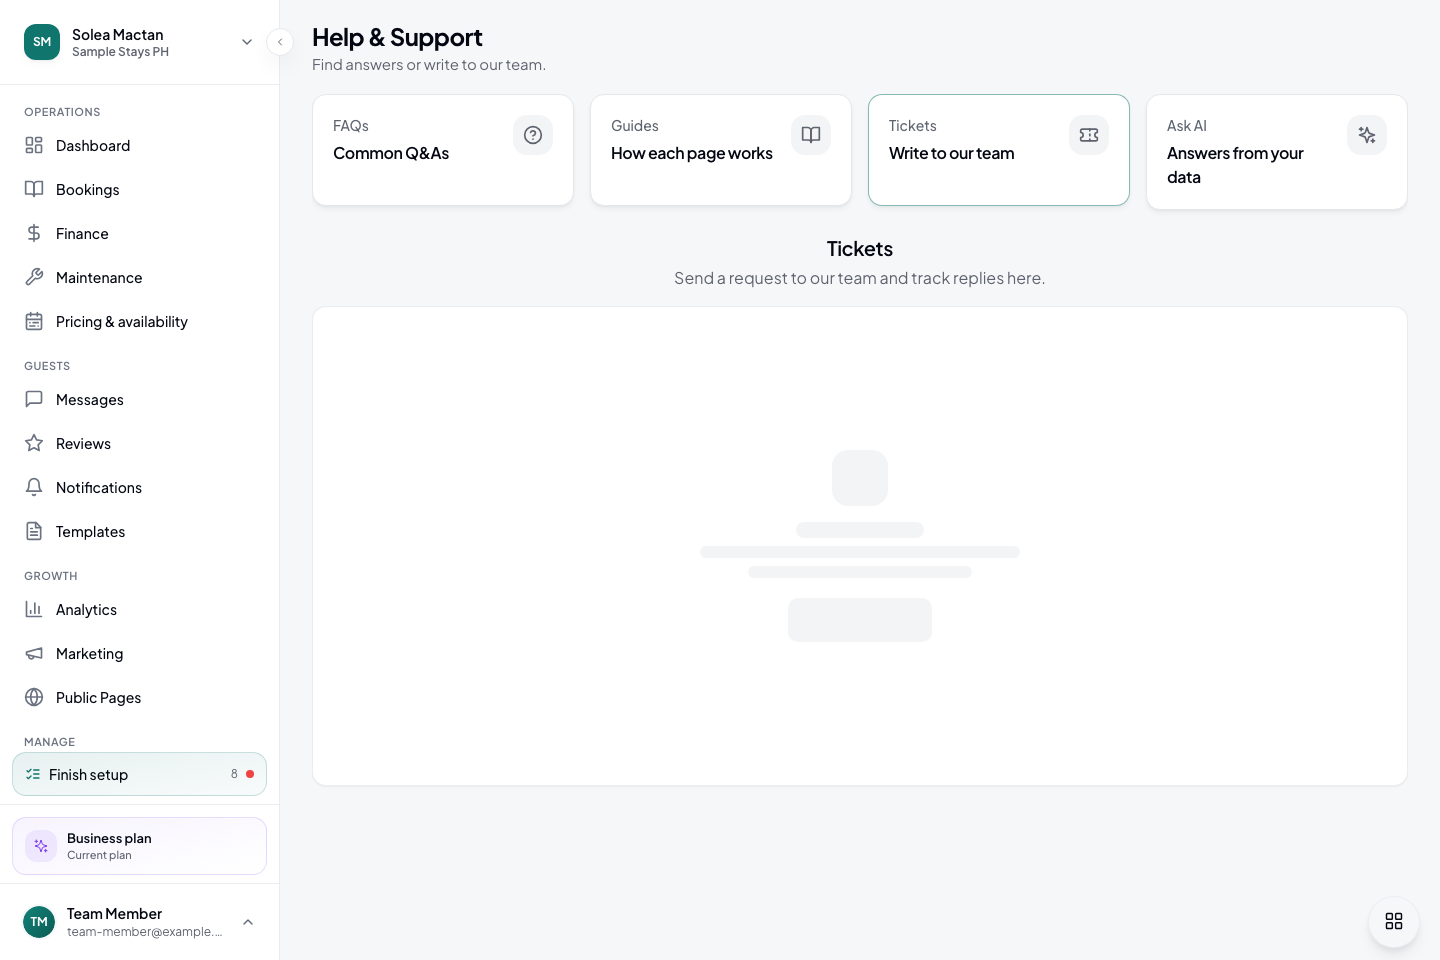 SM
Solea Mactan
Sample Stays PH
OPERATIONS
Dashboard
Bookings
Finance
Maintenance
Pricing & availability
GUESTS
Messages
Reviews
Notifications
Templates
GROWTH
Analytics
Marketing
Public Pages
MANAGE
Finish setup 8
Business plan
Current plan
TM
Team Member
team-member@example....
Help & Support
Find answers or write to our team.
FAQs
Common Q&As
Guides
How each page works
Tickets
Write to our team
Ask AI
Answers from your
data
Tickets
Send a request to our team and track replies here.